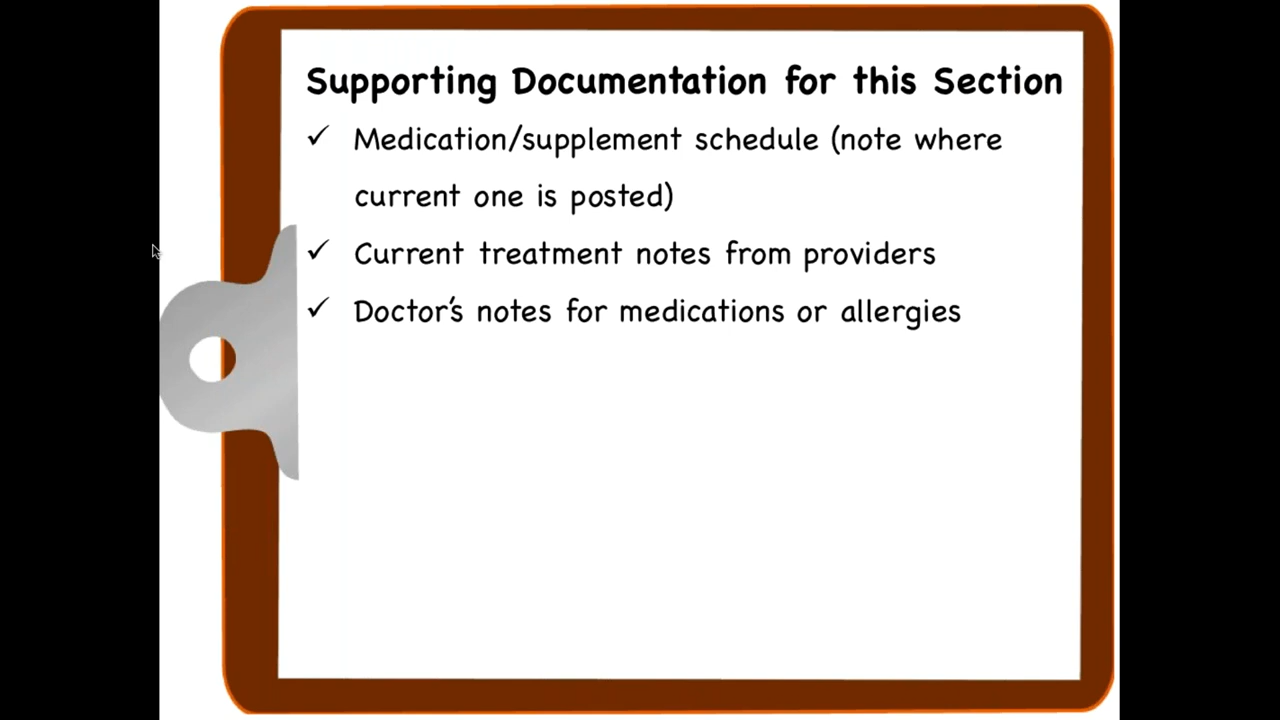 Supporting Documentation for this Section
✓ Medication/supplement schedule (note where
current one is posted)
✓ Current treatment notes from providers
✓ Doctor's notes for medications or allergies